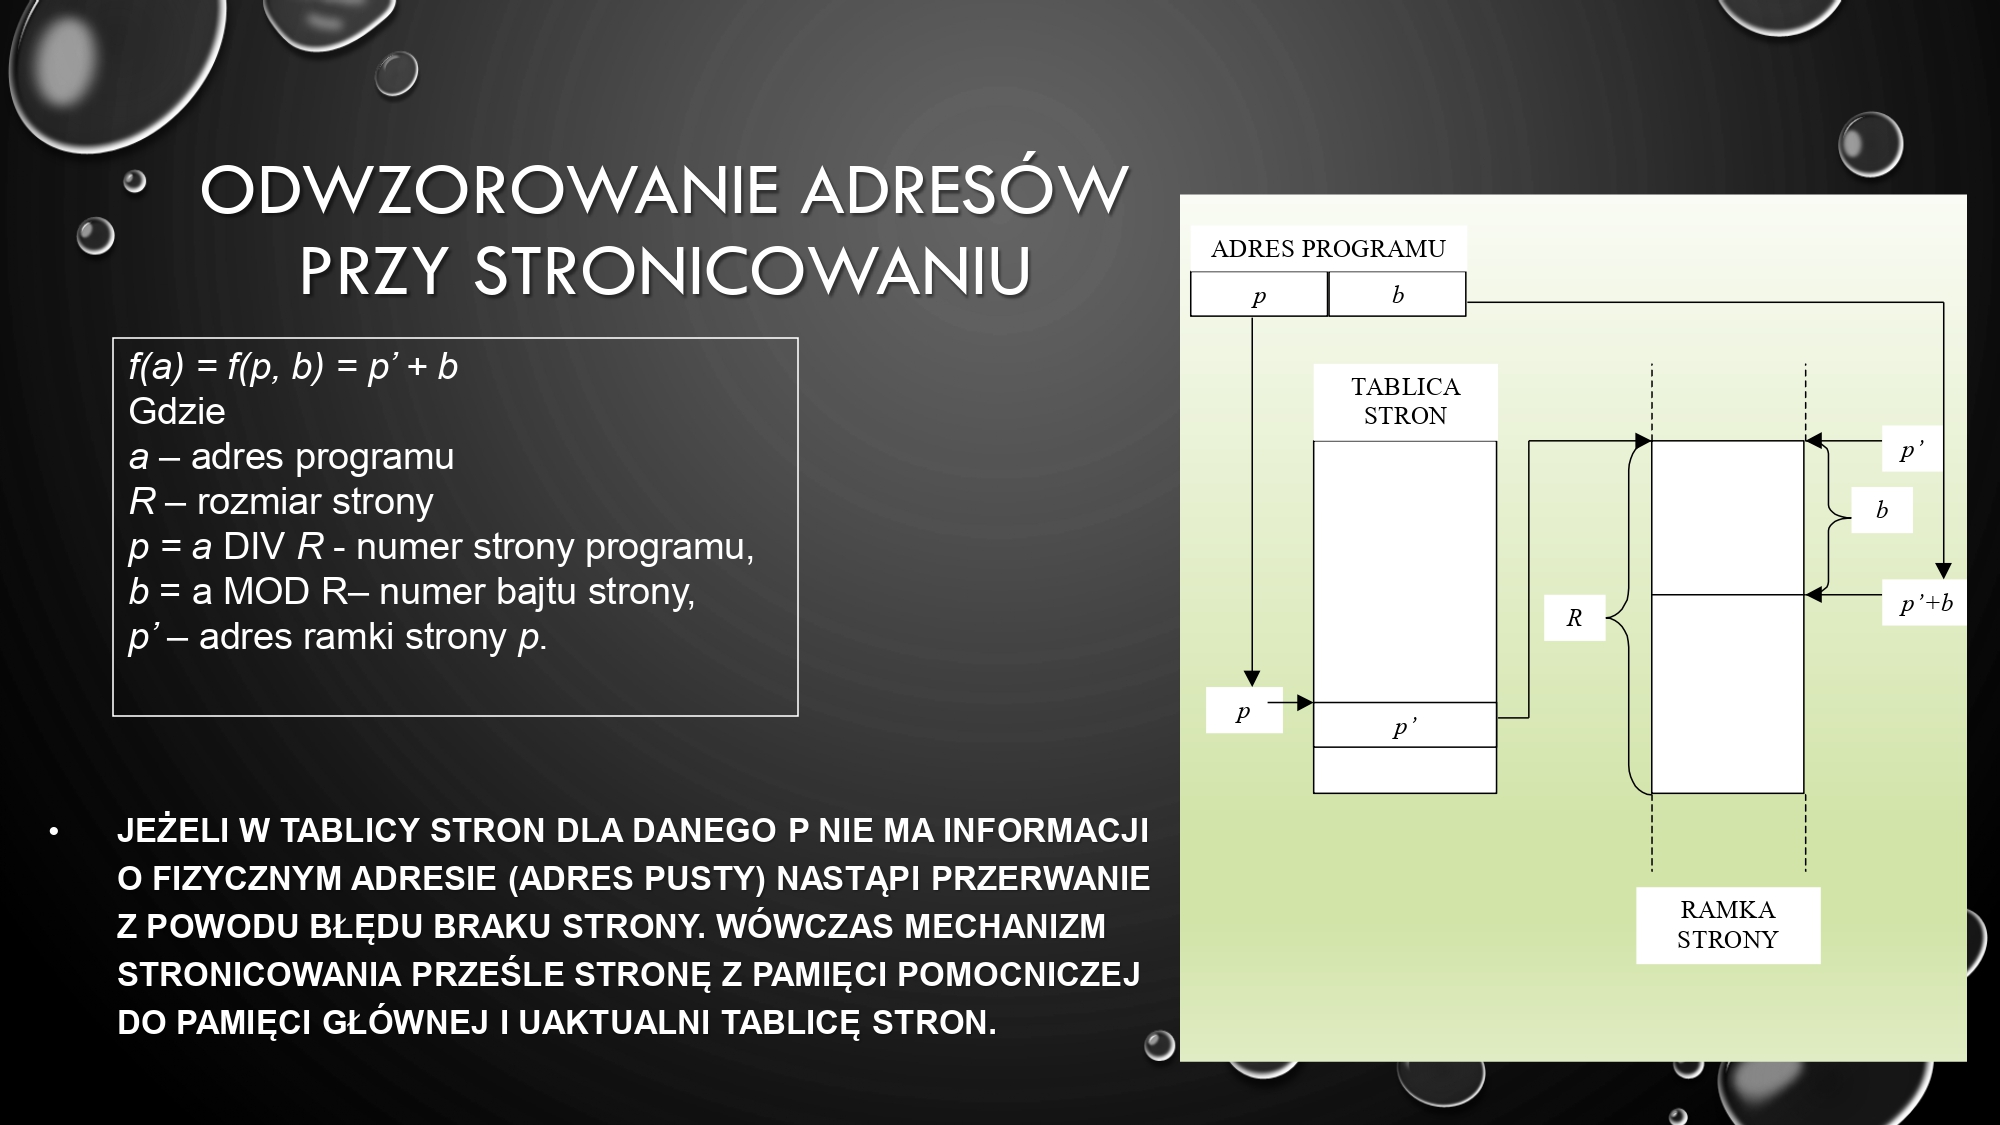 ODWZOROWANIE ADRESÓW
PRZY STRONICOWANIU
f(a) = f(p, b) = p’ + b
Gdzie
a – adres programu
R – rozmiar strony
p = a DIV R - numer strony programu,
b = a MOD R– numer bajtu strony,
p’ – adres ramki strony p.
• JEŻELI W TABLICY STRON DLA DANEGO P NIE MA INFORMACJI
O FIZYCZNYM ADRESIE (ADRES PUSTY) NASTĄPI PRZERWANIE
Z POWODU BŁĘDU BRAKU STRONY. WÓWCZAS MECHANIZM
STRONICOWANIA PRZEŚLE STRONĘ Z PAMIĘCI POMOCNICZEJ
DO PAMIĘCI GŁÓWNEJ I UAKTUALNI TABLICĘ STRON.
ADRES PROGRAMU
p b
TABLICA
STRON
p’
b
R
p’+b
p
p’
RAMKA
STRONY